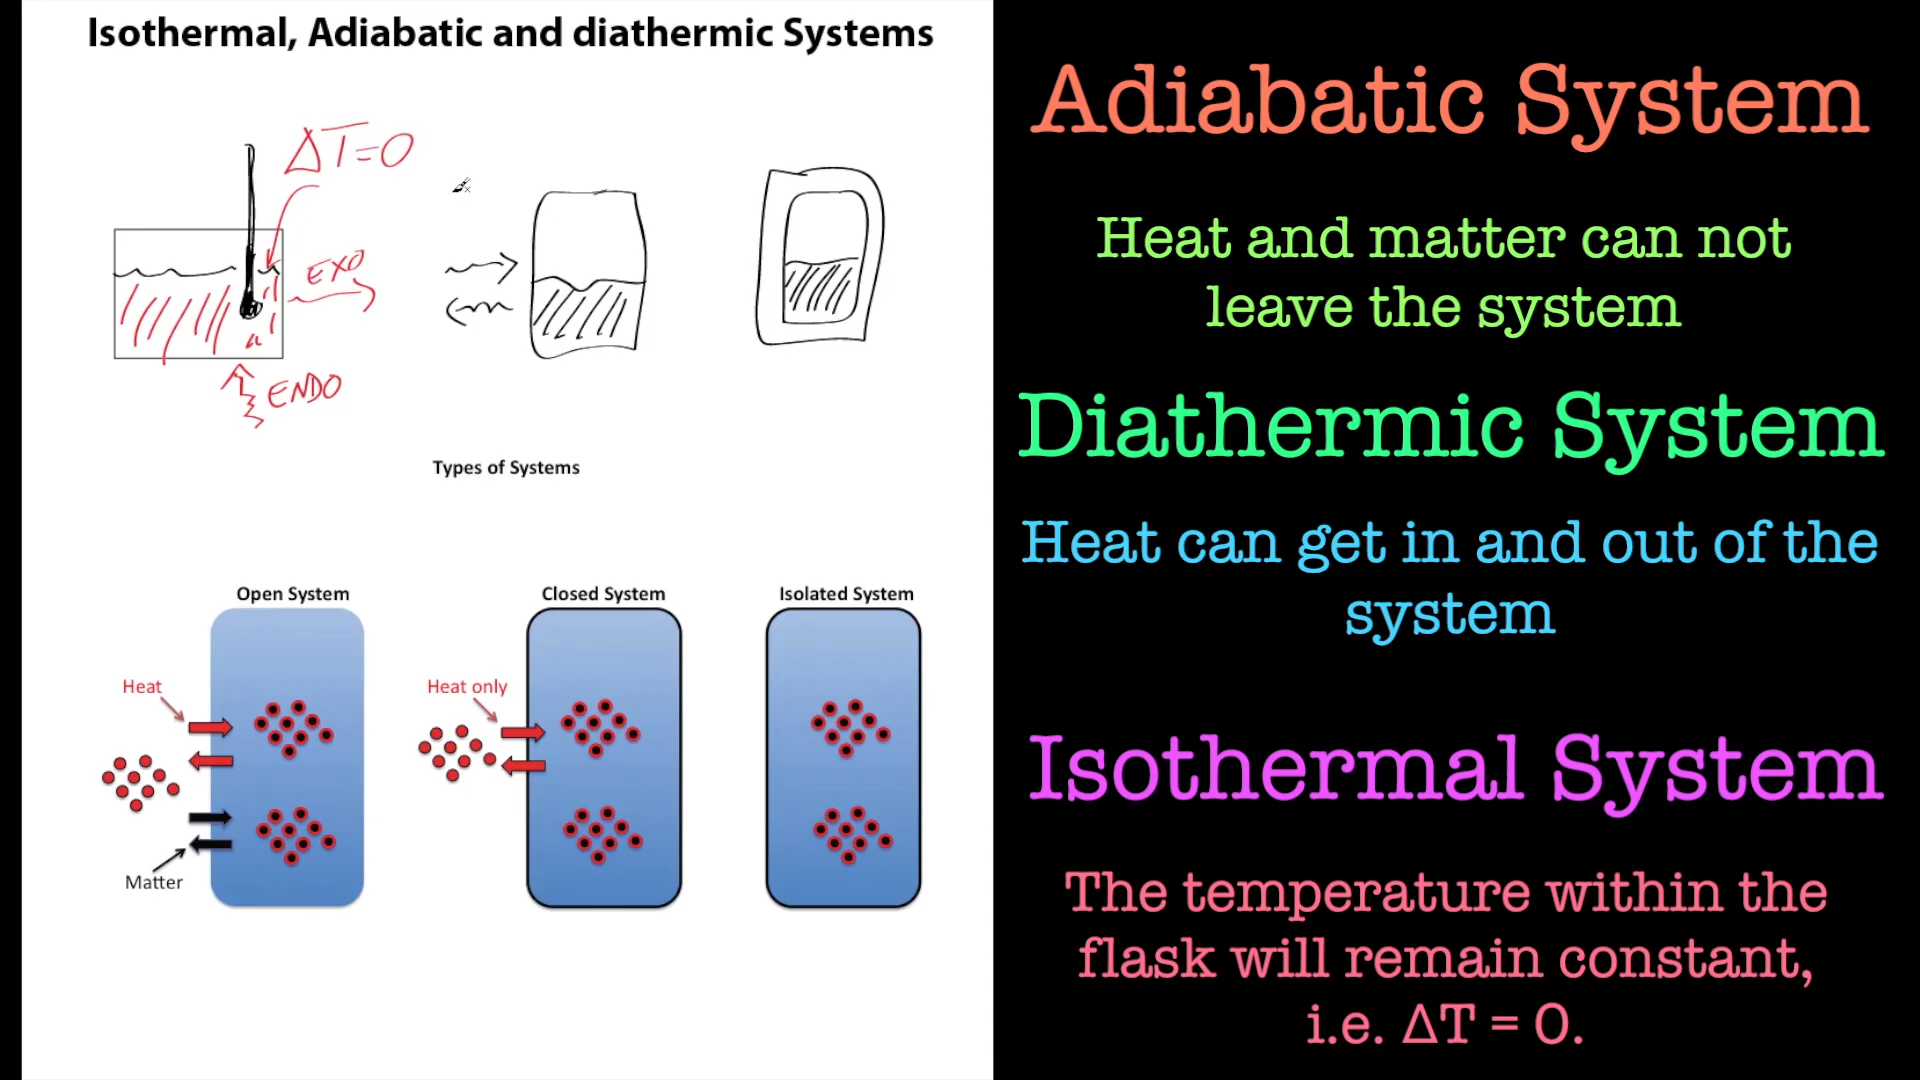 Isothermal, Adiabatic and diathermic Systems
ΔT=0
EXO
ENDO
Types of Systems
Open System
Closed System
Isolated System
Heat
Heat only
Matter
Adiabatic System
Heat and matter can not
leave the system
Diathermic System
Heat can get in and out of the
system
Isothermal System
The temperature within the
flask will remain constant,
i.e. ΔT = 0.